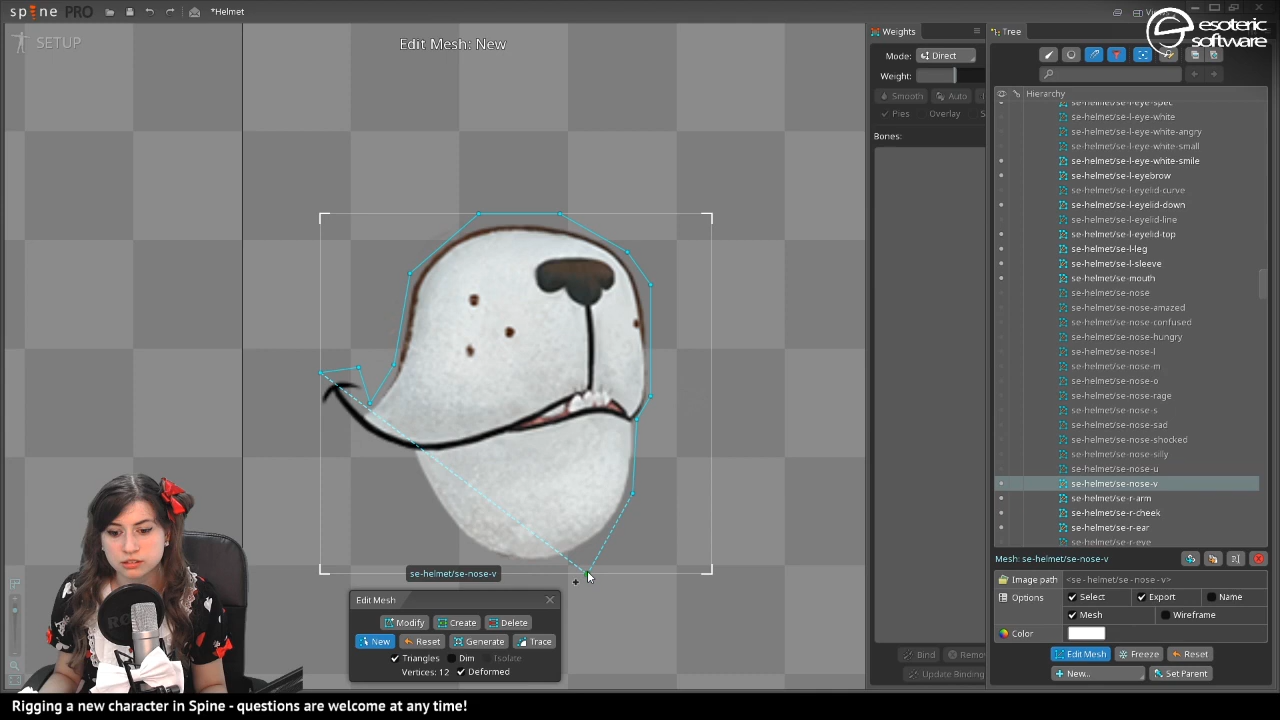 spine PRO
*Helmet
Views
esoteric
software
SETUP
Edit Mesh: New
Weights
Tree
Mode:
Direct
Weight:
Smooth
Auto
Pies
Overlay
S
Bones:
Bind
Remov
Update Binding
Hierarchy
se-helmet/se-l-eye-spec
se-helmet/se-l-eye-white
se-helmet/se-l-eye-white-angry
se-helmet/se-l-eye-white-small
se-helmet/se-l-eye-white-smile
se-helmet/se-l-eyebrow
se-helmet/se-l-eyelid-curve
se-helmet/se-l-eyelid-down
se-helmet/se-l-eyelid-line
se-helmet/se-l-eyelid-top
se-helmet/se-l-leg
se-helmet/se-l-sleeve
se-helmet/se-mouth
se-helmet/se-nose
se-helmet/se-nose-amazed
se-helmet/se-nose-confused
se-helmet/se-nose-hungry
se-helmet/se-nose-l
se-helmet/se-nose-m
se-helmet/se-nose-o
se-helmet/se-nose-rage
se-helmet/se-nose-s
se-helmet/se-nose-sad
se-helmet/se-nose-shocked
se-helmet/se-nose-silly
se-helmet/se-nose-u
se-helmet/se-nose-v
se-helmet/se-r-arm
se-helmet/se-r-cheek
se-helmet/se-r-ear
se-helmet/se-r-eye
Mesh: se-helmet/se-nose-v
Image path
<se-helmet/se-nose-v>
Options
Select
Export
Name
Mesh
Wireframe
Color
Edit Mesh
Freeze
Reset
New...
Set Parent
se-helmet/se-nose-v
Edit Mesh
Modify
Create
Delete
New
Reset
Generate
Trace
Triangles
Dim
Isolate
Vertices: 12
Deformed
Rigging a new character in Spine - questions are welcome at any time!